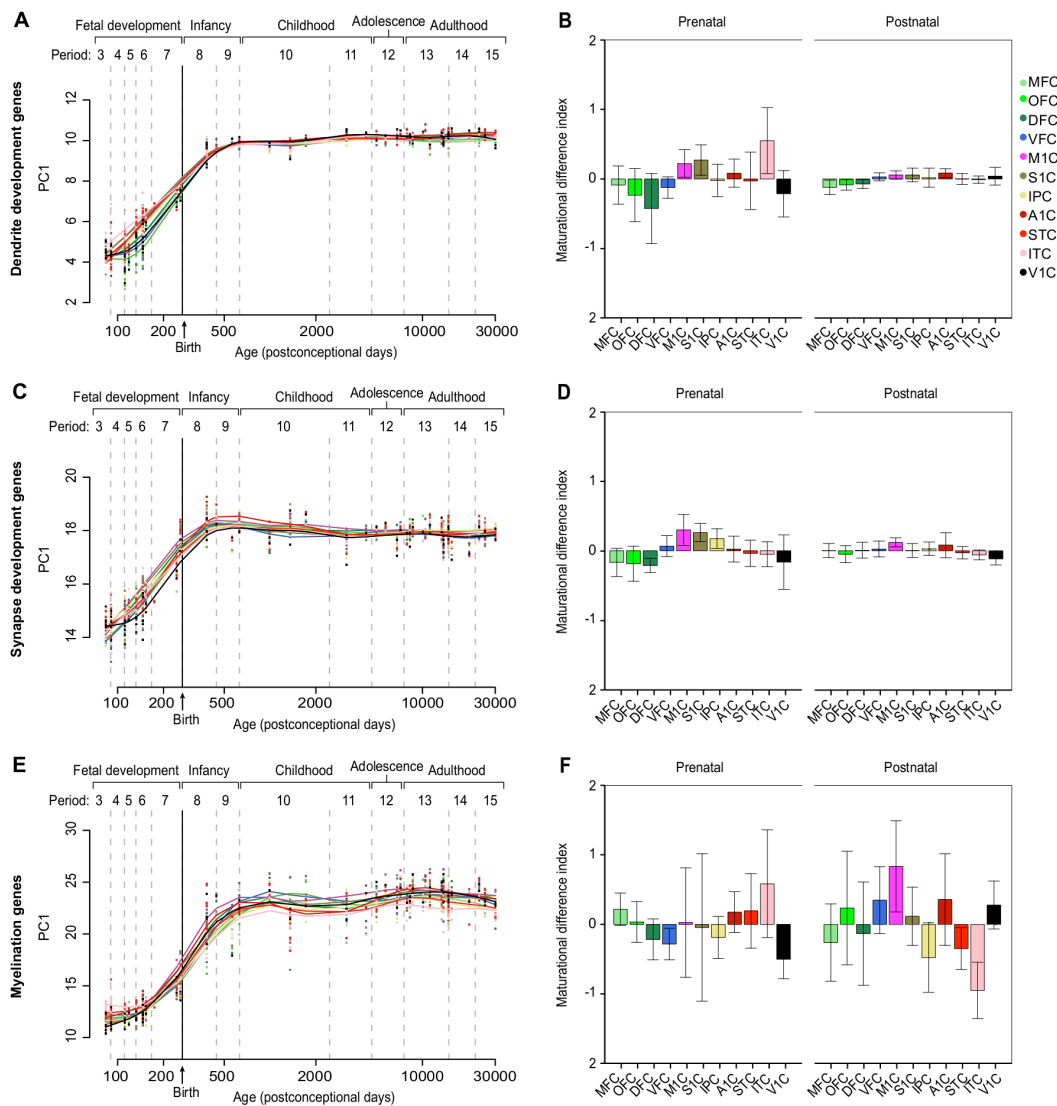 A
Fetal development Infancy Childhood Adolescence Adulthood
Period: 3 4 5 6 7 8 9 10 11 12 13 14 15
Dendrite development genes
PC1
12
10
8
6
4
2
100 200 500 2000 10000 30000
Birth
Age (postconceptional days)
B
Prenatal Postnatal
Maturational difference index
2
1
0
-1
2
MFC OFC DFC VFC M1C S1C IPC A1C STC ITC V1C
MFC OFC DFC VFC M1C S1C IPC A1C STC ITC V1C
MFC
OFC
DFC
VFC
M1C
S1C
IPC
A1C
STC
ITC
V1C
C
Fetal development Infancy Childhood Adolescence Adulthood
Period: 3 4 5 6 7 8 9 10 11 12 13 14 15
Synapse development genes
PC1
20
18
16
14
100 200 500 2000 10000 30000
Birth
Age (postconceptional days)
D
Prenatal Postnatal
Maturational difference index
2
1
0
-1
2
MFC OFC DFC VFC M1C S1C IPC A1C STC ITC V1C
MFC OFC DFC VFC M1C S1C IPC A1C STC ITC V1C
E
Fetal development Infancy Childhood Adolescence Adulthood
Period: 3 4 5 6 7 8 9 10 11 12 13 14 15
Myelination genes
PC1
30
25
20
15
10
100 200 500 2000 10000 30000
Birth
Age (postconceptional days)
F
Prenatal Postnatal
Maturational difference index
2
1
0
-1
2
MFC OFC DFC VFC M1C S1C IPC A1C STC ITC V1C
MFC OFC DFC VFC M1C S1C IPC A1C STC ITC V1C